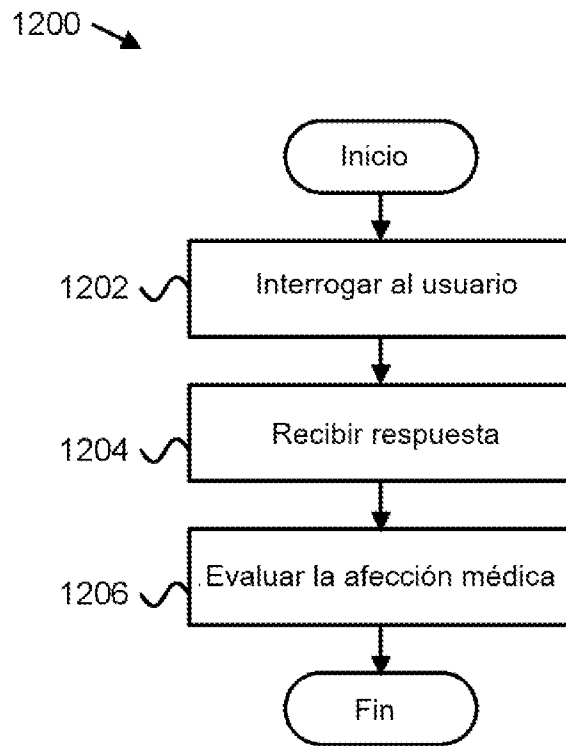 1200
Inicio
1202
Interrogar al usuario
1204
Recibir respuesta
1206
Evaluar la afección médica
Fin